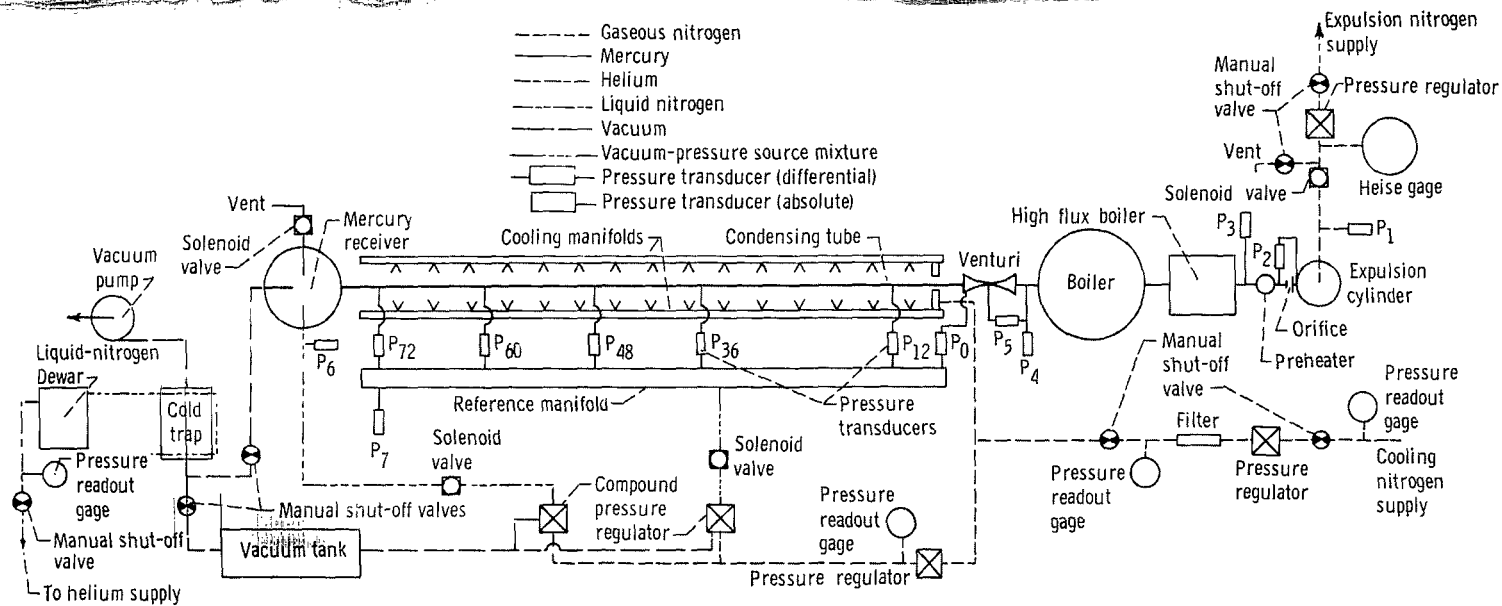 Gaseous nitrogen
Mercury
Helium
Liquid nitrogen
Vacuum
Vacuum-pressure source mixture
Pressure transducer (differential)
Pressure transducer (absolute)
Expulsion nitrogen
supply
Manual
shut-off
valve
Pressure regulator
Vent
Solenoid valve
Heise gage
High flux boiler
P3
P2
P1
Expulsion
cylinder
Orifice
Preheater
Boiler
Venturi
P5
P4
Vent
Solenoid
valve
Mercury
receiver
Cooling manifolds
Condensing tube
Vacuum
pump
Liquid-nitrogen
Dewar
Cold
trap
P6
P72
P60
P48
P36
P12
P0
Reference manifold
Pressure
transducers
P7
Solenoid
valve
Solenoid
valve
Manual
shut-off
valve
Filter
Pressure
readout
gage
Pressure
readout
gage
Pressure
regulator
Cooling
nitrogen
supply
Pressure
readout
gage
Manual shut-off valves
Compound
pressure
regulator
Pressure
readout
gage
Manual shut-off
valve
Vacuum tank
Pressure regulator
To helium supply